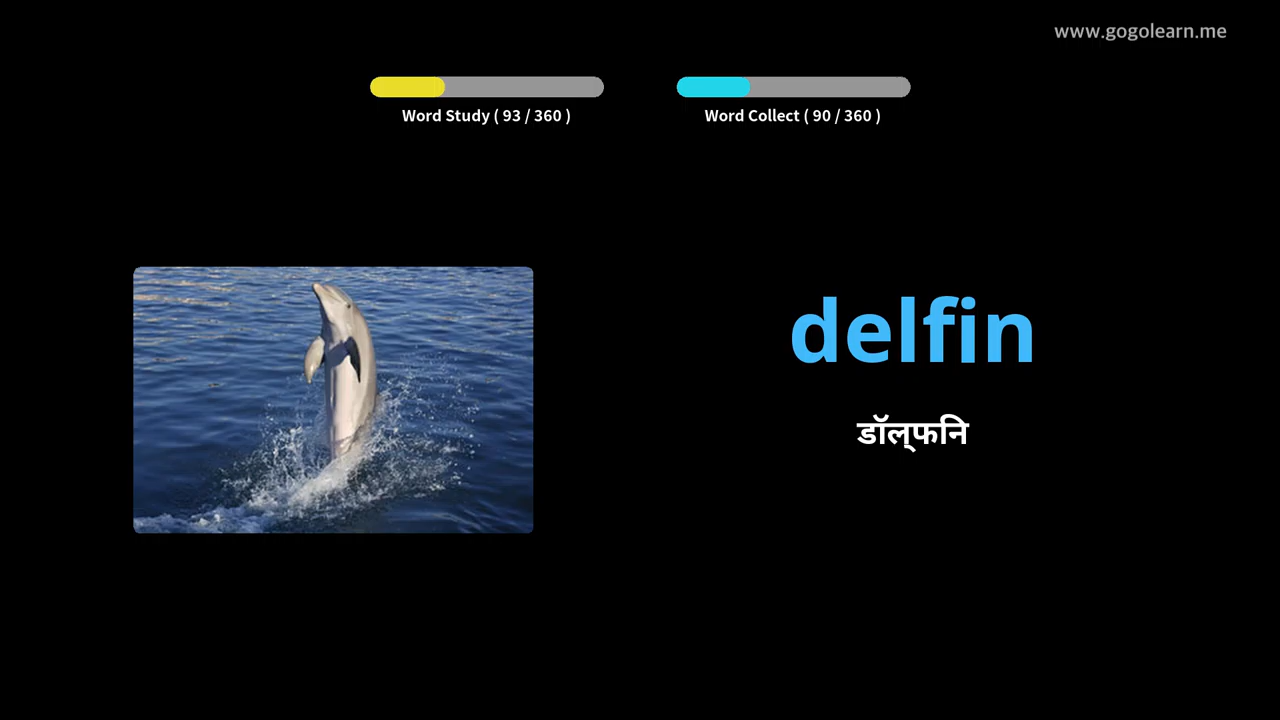 www.gogolearn.me
Word Study ( 93 / 360 )
Word Collect ( 90 / 360 )
delfin
डॉल्फनि